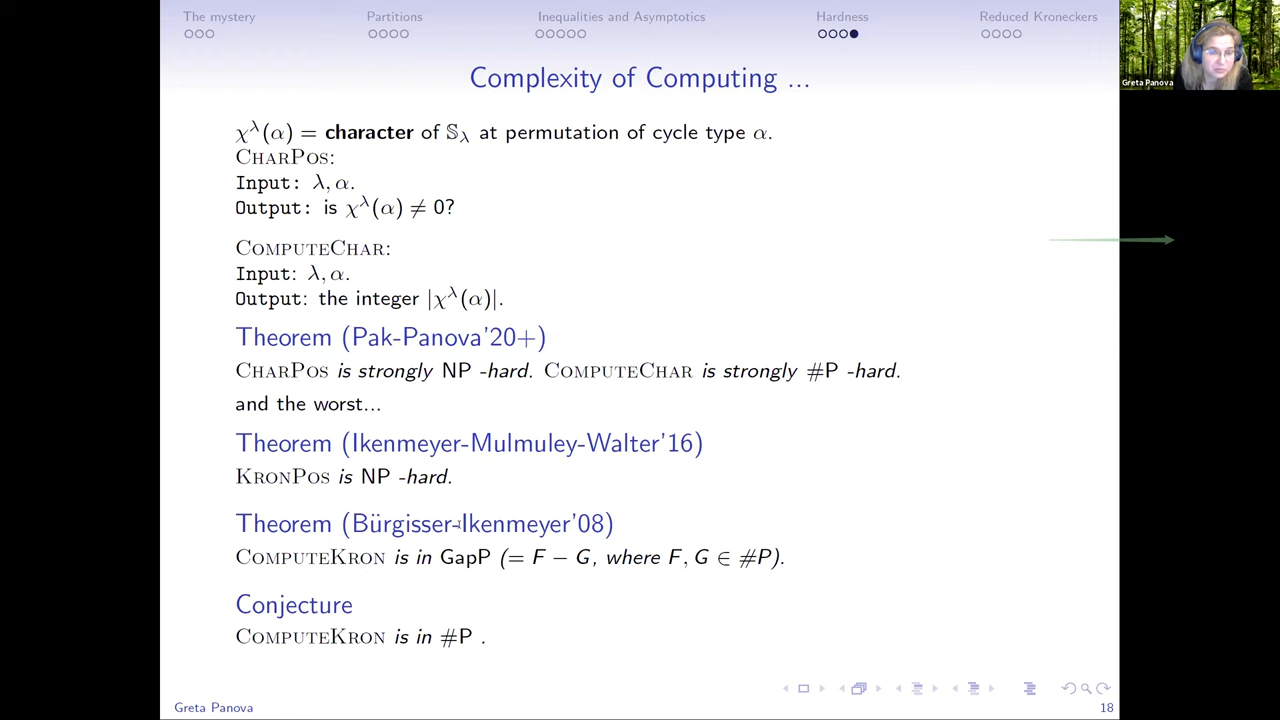 The mystery Partitions Inequalities and Asymptotics Hardness Reduced Kroneckers
Greta Panova
Complexity of Computing ...
χ^λ(α) = character of 𝕊_λ at permutation of cycle type α.
CharPos:
Input: λ, α.
Output: is χ^λ(α) ≠ 0?
ComputeChar:
Input: λ, α.
Output: the integer |χ^λ(α)|.
Theorem (Pak-Panova'20+)
CharPos is strongly NP -hard. ComputeChar is strongly #P -hard.
and the worst...
Theorem (Ikenmeyer-Mulmuley-Walter'16)
KronPos is NP -hard.
Theorem (Bürgisser-Ikenmeyer'08)
ComputeKron is in GapP (= F − G, where F, G ∈ #P).
Conjecture
ComputeKron is in #P .
Greta Panova 18